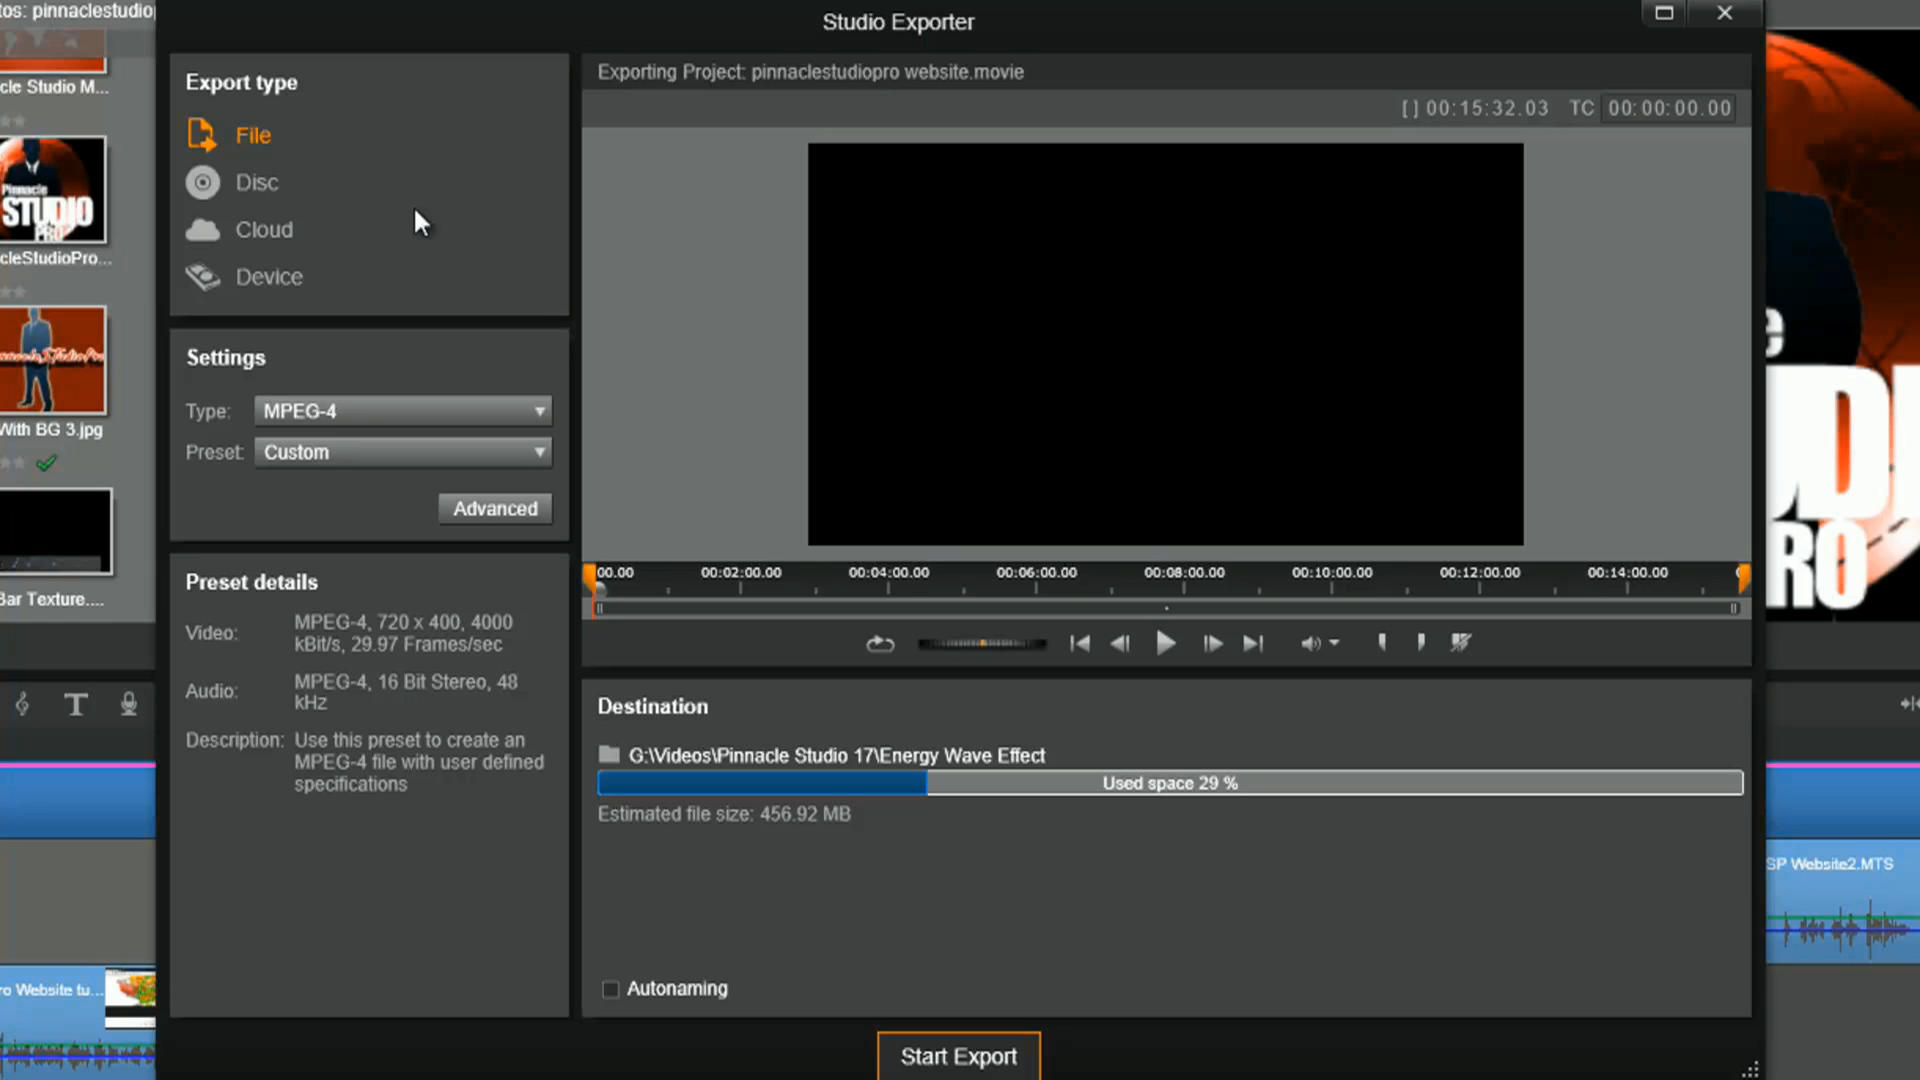 tos: pinnaclestudio
Studio Exporter
cle Studio M...
Pinnacle
STUDIO
PRO
cleStudioPro...
With BG 3.jpg
Bar Texture....
Export type
File
Disc
Cloud
Device
Settings
Type: MPEG-4
Preset: Custom
Advanced
Preset details
Video: MPEG-4, 720 x 400, 4000
kBit/s, 29.97 Frames/sec
Audio: MPEG-4, 16 Bit Stereo, 48
kHz
Description: Use this preset to create an
MPEG-4 file with user defined
specifications
Exporting Project: pinnaclestudiopro website.movie
[ ] 00:15:32.03 TC 00:00:00.00
00.00 00:02:00.00 00:04:00.00 00:06:00.00 00:08:00.00 00:10:00.00 00:12:00.00 00:14:00.00
Destination
G:\Videos\Pinnacle Studio 17\Energy Wave Effect
Used space 29 %
Estimated file size: 456.92 MB
Autonaming
Start Export
e
DI
RO
SP Website2.MTS
ro Website tu...